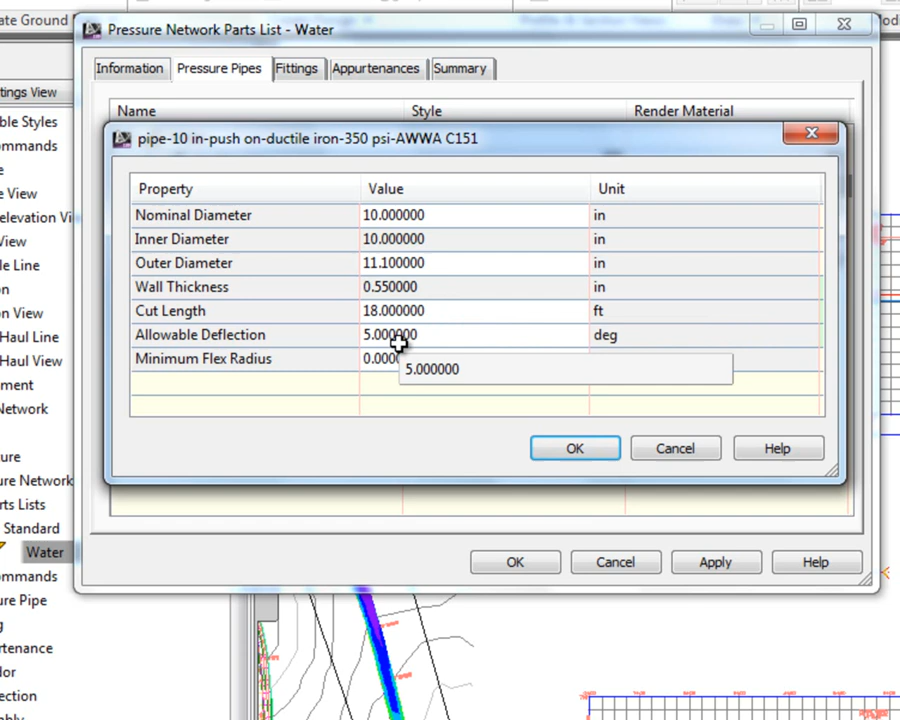 ate Ground
Pressure Network Parts List - Water
tings View
Information Pressure Pipes Fittings Appurtenances Summary
Name Style Render Material
pipe-10 in-push on-ductile iron-350 psi-AWWA C151
Property Value Unit
Nominal Diameter 10.000000 in
Inner Diameter 10.000000 in
Outer Diameter 11.100000 in
Wall Thickness 0.550000 in
Cut Length 18.000000 ft
Allowable Deflection 5.000000 deg
Minimum Flex Radius 0.000
5.000000
OK Cancel Help
OK Cancel Apply Help
ble Styles
ommands
e
e View
elevation Vi
View
le Line
n
on View
Haul Line
Haul View
ment
Network
ure
ure Network
rts Lists
Standard
Water
ommands
ure Pipe
g
rtenance
dor
ection